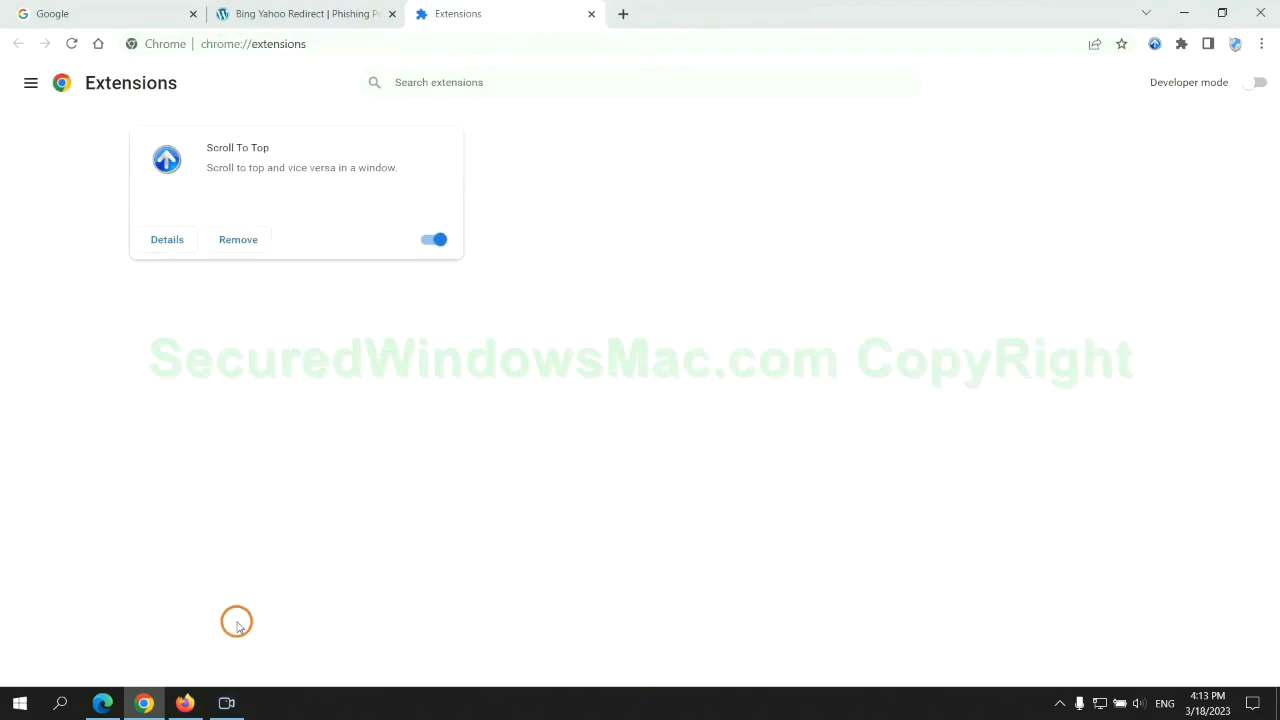 Google
Bing Yahoo Redirect | Phishing P
Extensions
Chrome | chrome://extensions
Extensions
Search extensions
Developer mode
Scroll To Top
Scroll to top and vice versa in a window.
Details
Remove
SecuredWindowsMac.com CopyRight
ENG
4:13 PM
3/18/2023